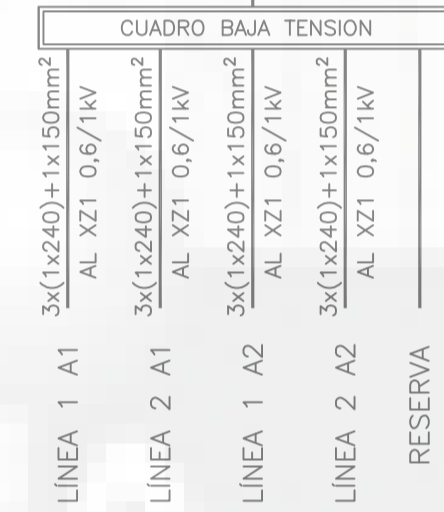 CUADRO BAJA TENSION
3x(1x240)+1x150mm²
AL XZ1 0,6/1kV
LÍNEA 1 A1
3x(1x240)+1x150mm²
AL XZ1 0,6/1kV
LÍNEA 2 A1
3x(1x240)+1x150mm²
AL XZ1 0,6/1kV
LÍNEA 1 A2
3x(1x240)+1x150mm²
AL XZ1 0,6/1kV
LÍNEA 2 A2
RESERVA